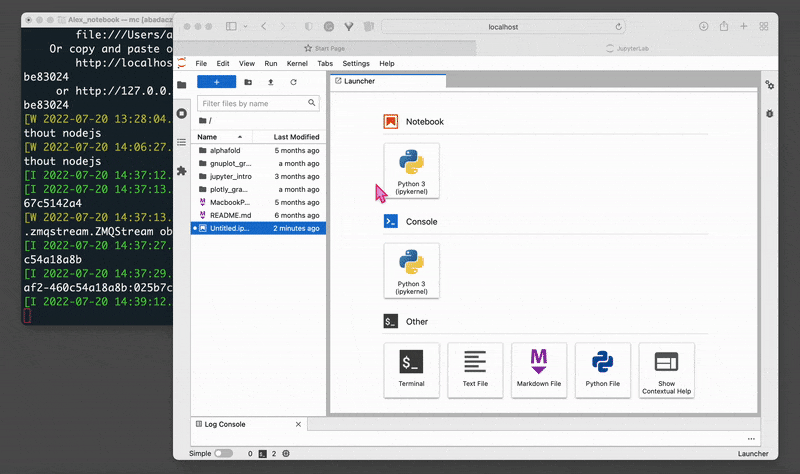 Alex_notebook — mc [abadacz
file:///Users/a
Or copy and paste o
http://localhos
be83024
or http://127.0.0.
be83024
[W 2022-07-20 13:28:04.
thout nodejs
[W 2022-07-20 14:06:27.
thout nodejs
[I 2022-07-20 14:37:12.
[I 2022-07-20 14:37:13.
67c5142a4
[W 2022-07-20 14:37:13.
.zmqstream.ZMQStream ob
[I 2022-07-20 14:37:27.
c54a18a8b
[I 2022-07-20 14:37:29.
af2-460c54a18a8b:025b7c
[I 2022-07-20 14:39:12.
localhost
Start Page
JupyterLab
File Edit View Run Kernel Tabs Settings Help
Filter files by name
/
Name Last Modified
alphafold 5 months ago
gnuplot_gr... a month ago
jupyter_intro 3 months ago
plotly_gra... a month ago
MacbookP... 5 months ago
README.md 6 months ago
Untitled.ip... 2 minutes ago
Launcher
Notebook
Python 3
(ipykernel)
Console
Python 3
(ipykernel)
$_ Other
$_
M
Terminal
Text File
Markdown File
Python File
Show
Contextual Help
Log Console
Simple 0 2 Launcher